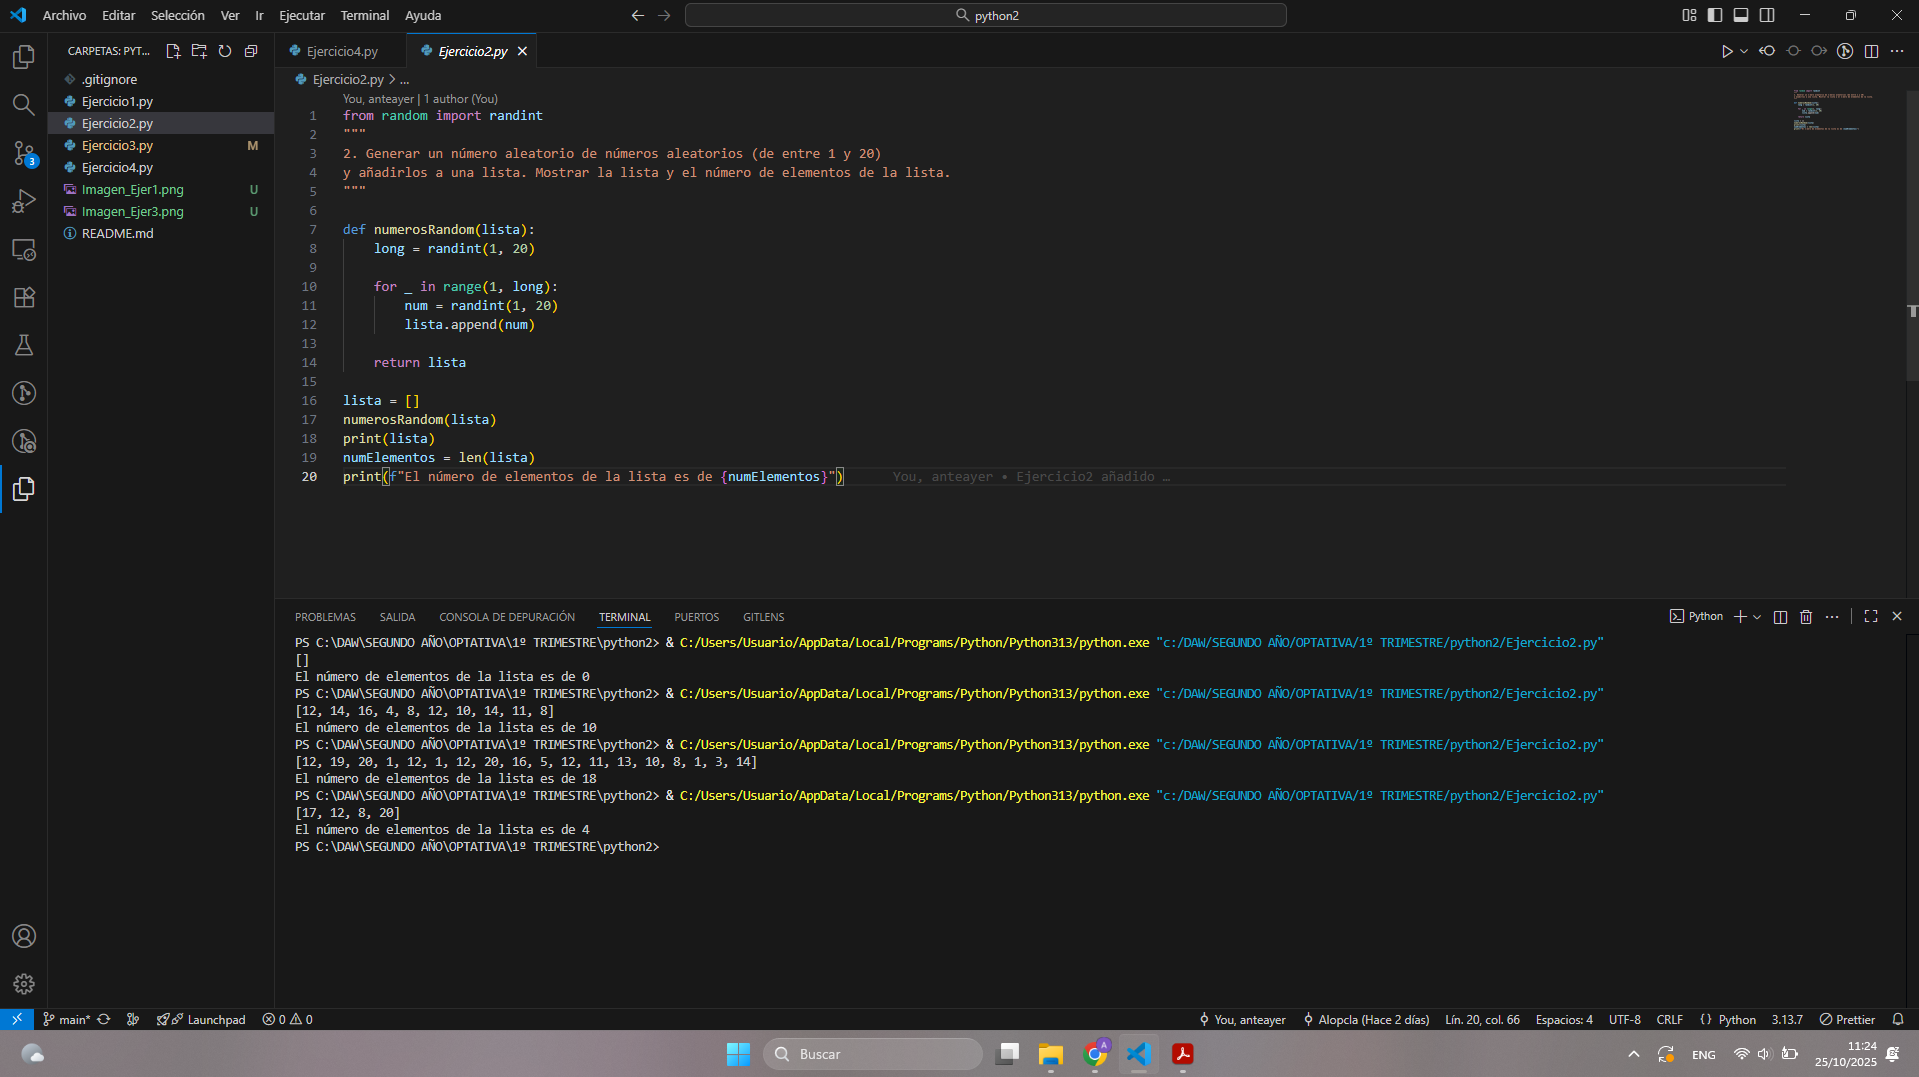 Archivo Editar Selección Ver Ir Ejecutar Terminal Ayuda
python2
CARPETAS: PYT...
.gitignore
Ejercicio1.py
Ejercicio2.py
Ejercicio3.py M
Ejercicio4.py
Imagen_Ejer1.png U
Imagen_Ejer3.png U
README.md
3
Ejercicio4.py
Ejercicio2.py
Ejercicio2.py > ...
You, anteayer | 1 author (You)
1 from random import randint
2 """
3 2. Generar un número aleatorio de números aleatorios (de entre 1 y 20)
4 y añadirlos a una lista. Mostrar la lista y el número de elementos de la lista.
5 """
6
7 def numerosRandom(lista):
8 long = randint(1, 20)
9
10 for _ in range(1, long):
11 num = randint(1, 20)
12 lista.append(num)
13
14 return lista
15
16 lista = []
17 numerosRandom(lista)
18 print(lista)
19 numElementos = len(lista)
20 print(f"El número de elementos de la lista es de {numElementos}") You, anteayer • Ejercicio2 añadido …
PROBLEMAS SALIDA CONSOLA DE DEPURACIÓN TERMINAL PUERTOS GITLENS
Python
PS C:\DAW\SEGUNDO AÑO\OPTATIVA\1º TRIMESTRE\python2> & C:/Users/Usuario/AppData/Local/Programs/Python/Python313/python.exe "c:/DAW/SEGUNDO AÑO/OPTATIVA/1º TRIMESTRE/python2/Ejercicio2.py"
[]
El número de elementos de la lista es de 0
PS C:\DAW\SEGUNDO AÑO\OPTATIVA\1º TRIMESTRE\python2> & C:/Users/Usuario/AppData/Local/Programs/Python/Python313/python.exe "c:/DAW/SEGUNDO AÑO/OPTATIVA/1º TRIMESTRE/python2/Ejercicio2.py"
[12, 14, 16, 4, 8, 12, 10, 14, 11, 8]
El número de elementos de la lista es de 10
PS C:\DAW\SEGUNDO AÑO\OPTATIVA\1º TRIMESTRE\python2> & C:/Users/Usuario/AppData/Local/Programs/Python/Python313/python.exe "c:/DAW/SEGUNDO AÑO/OPTATIVA/1º TRIMESTRE/python2/Ejercicio2.py"
[12, 19, 20, 1, 12, 1, 12, 20, 16, 5, 12, 11, 13, 10, 8, 1, 3, 14]
El número de elementos de la lista es de 18
PS C:\DAW\SEGUNDO AÑO\OPTATIVA\1º TRIMESTRE\python2> & C:/Users/Usuario/AppData/Local/Programs/Python/Python313/python.exe "c:/DAW/SEGUNDO AÑO/OPTATIVA/1º TRIMESTRE/python2/Ejercicio2.py"
[17, 12, 8, 20]
El número de elementos de la lista es de 4
PS C:\DAW\SEGUNDO AÑO\OPTATIVA\1º TRIMESTRE\python2>
main* Launchpad 0 0 You, anteayer Alopcla (Hace 2 días) Lín. 20, col. 66 Espacios: 4 UTF-8 CRLF {} Python 3.13.7 Prettier
Buscar
A
ENG
11:24
25/10/2025